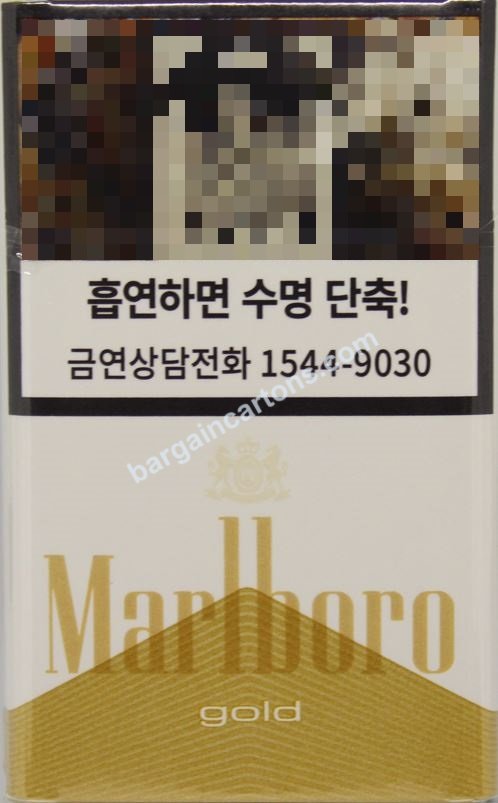 흡연하면 수명 단축!
금연상담전화 1544-9030
bargaincartons.com
Marlboro
gold